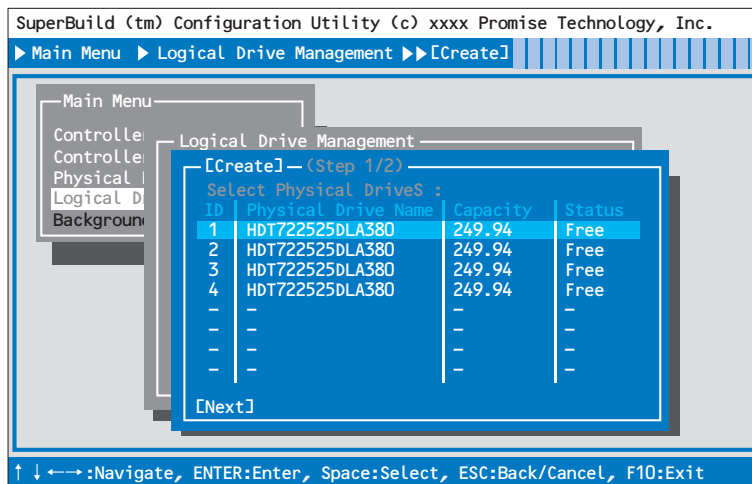 SuperBuild (tm) Configuration Utility (c) xxxx Promise Technology, Inc.
▶ Main Menu ▶ Logical Drive Management ▶▶[Create]
Main Menu
Controlle
Controlle
Physical
Logical D
Backgroun
Logical Drive Management
[Create] (Step 1/2)
Select Physical DriveS :
ID Physical Drive Name Capacity Status
1 HDT722525DLA380 249.94 Free
2 HDT722525DLA380 249.94 Free
3 HDT722525DLA380 249.94 Free
4 HDT722525DLA380 249.94 Free
– – – –
– – – –
– – – –
– – – –
[Next]
↑ ↓ ←→ :Navigate, ENTER:Enter, Space:Select, ESC:Back/Cancel, F10:Exit